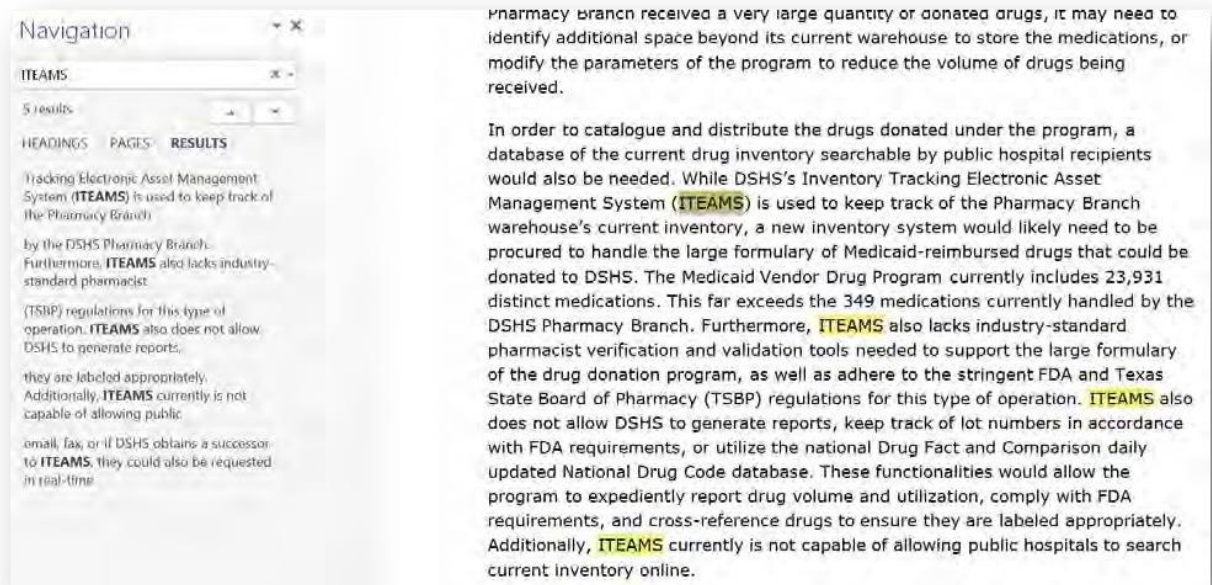 Navigation
ITEAMS
5 results
HEADINGS PAGES RESULTS
Tracking Electronic Asset Management
System (ITEAMS) is used to keep track of
the Pharmacy Branch
by the DSHS Pharmacy Branch.
Furthermore, ITEAMS also lacks industry-
standard pharmacist
(TSBP) regulations for this type of
operation. ITEAMS also does not allow
DSHS to generate reports,
they are labeled appropriately.
Additionally, ITEAMS currently is not
capable of allowing public
email, fax, or if DSHS obtains a successor
to ITEAMS, they could also be requested
in real-time
Pharmacy Branch received a very large quantity of donated drugs, it may need to
identify additional space beyond its current warehouse to store the medications, or
modify the parameters of the program to reduce the volume of drugs being
received.
In order to catalogue and distribute the drugs donated under the program, a
database of the current drug inventory searchable by public hospital recipients
would also be needed. While DSHS's Inventory Tracking Electronic Asset
Management System (ITEAMS) is used to keep track of the Pharmacy Branch
warehouse's current inventory, a new inventory system would likely need to be
procured to handle the large formulary of Medicaid-reimbursed drugs that could be
donated to DSHS. The Medicaid Vendor Drug Program currently includes 23,931
distinct medications. This far exceeds the 349 medications currently handled by the
DSHS Pharmacy Branch. Furthermore, ITEAMS also lacks industry-standard
pharmacist verification and validation tools needed to support the large formulary
of the drug donation program, as well as adhere to the stringent FDA and Texas
State Board of Pharmacy (TSBP) regulations for this type of operation. ITEAMS also
does not allow DSHS to generate reports, keep track of lot numbers in accordance
with FDA requirements, or utilize the national Drug Fact and Comparison daily
updated National Drug Code database. These functionalities would allow the
program to expediently report drug volume and utilization, comply with FDA
requirements, and cross-reference drugs to ensure they are labeled appropriately.
Additionally, ITEAMS currently is not capable of allowing public hospitals to search
current inventory online.